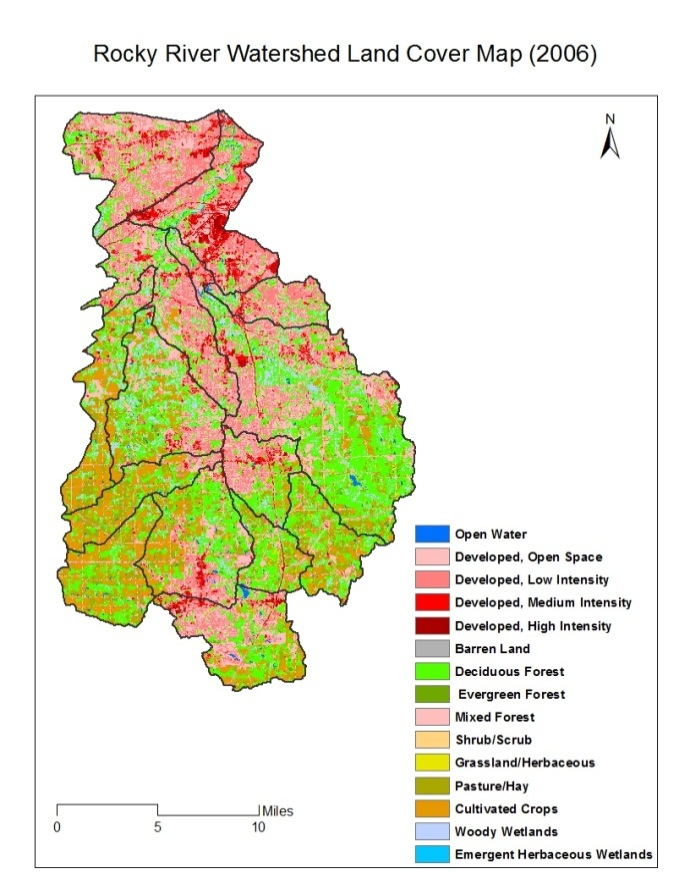 Rocky River Watershed Land Cover Map (2006)
N
Open Water
Developed, Open Space
Developed, Low Intensity
Developed, Medium Intensity
Developed, High Intensity
Barren Land
Deciduous Forest
Evergreen Forest
Mixed Forest
Shrub/Scrub
Grassland/Herbaceous
Pasture/Hay
Cultivated Crops
Woody Wetlands
Emergent Herbaceous Wetlands
Miles
0 5 10